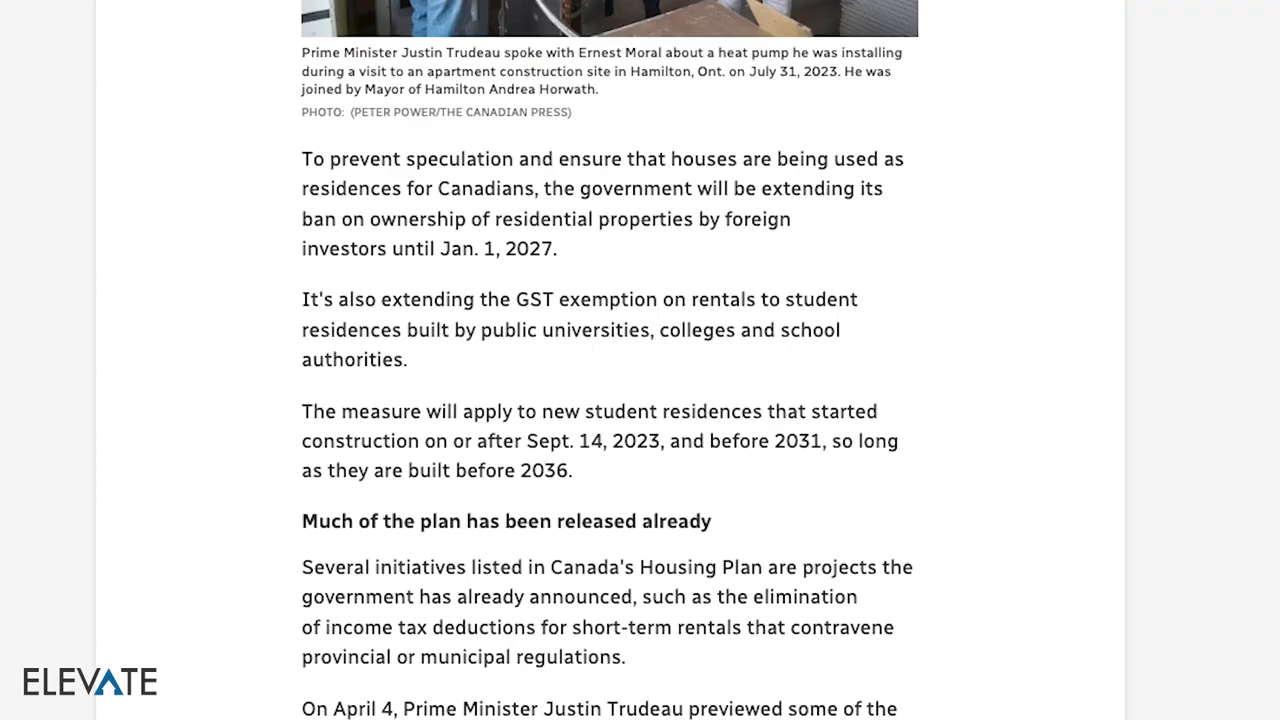 Prime Minister Justin Trudeau spoke with Ernest Moral about a heat pump he was installing
during a visit to an apartment construction site in Hamilton, Ont. on July 31, 2023. He was
joined by Mayor of Hamilton Andrea Horwath.
PHOTO: (PETER POWER/THE CANADIAN PRESS)
To prevent speculation and ensure that houses are being used as
residences for Canadians, the government will be extending its
ban on ownership of residential properties by foreign
investors until Jan. 1, 2027.
It's also extending the GST exemption on rentals to student
residences built by public universities, colleges and school
authorities.
The measure will apply to new student residences that started
construction on or after Sept. 14, 2023, and before 2031, so long
as they are built before 2036.
Much of the plan has been released already
Several initiatives listed in Canada's Housing Plan are projects the
government has already announced, such as the elimination
of income tax deductions for short-term rentals that contravene
provincial or municipal regulations.
On April 4, Prime Minister Justin Trudeau previewed some of the
ELEVATE